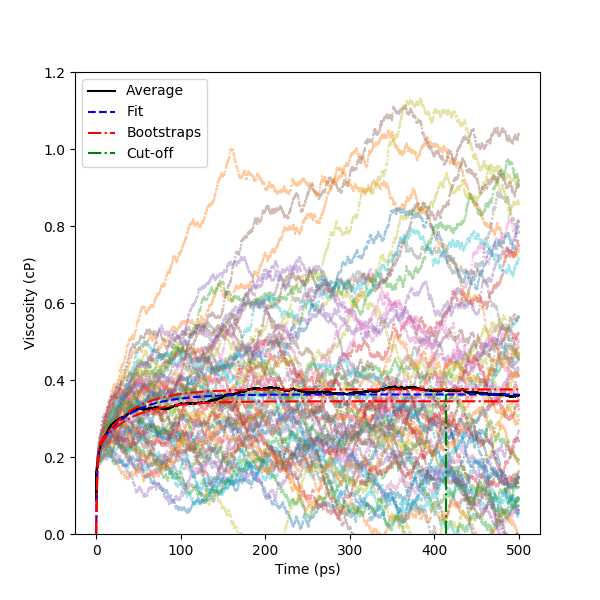 1.2
1.0
0.8
0.6
0.4
0.2
0.0
Viscosity (cP)
Average
Fit
Bootstraps
Cut-off
0 100 200 300 400 500
Time (ps)